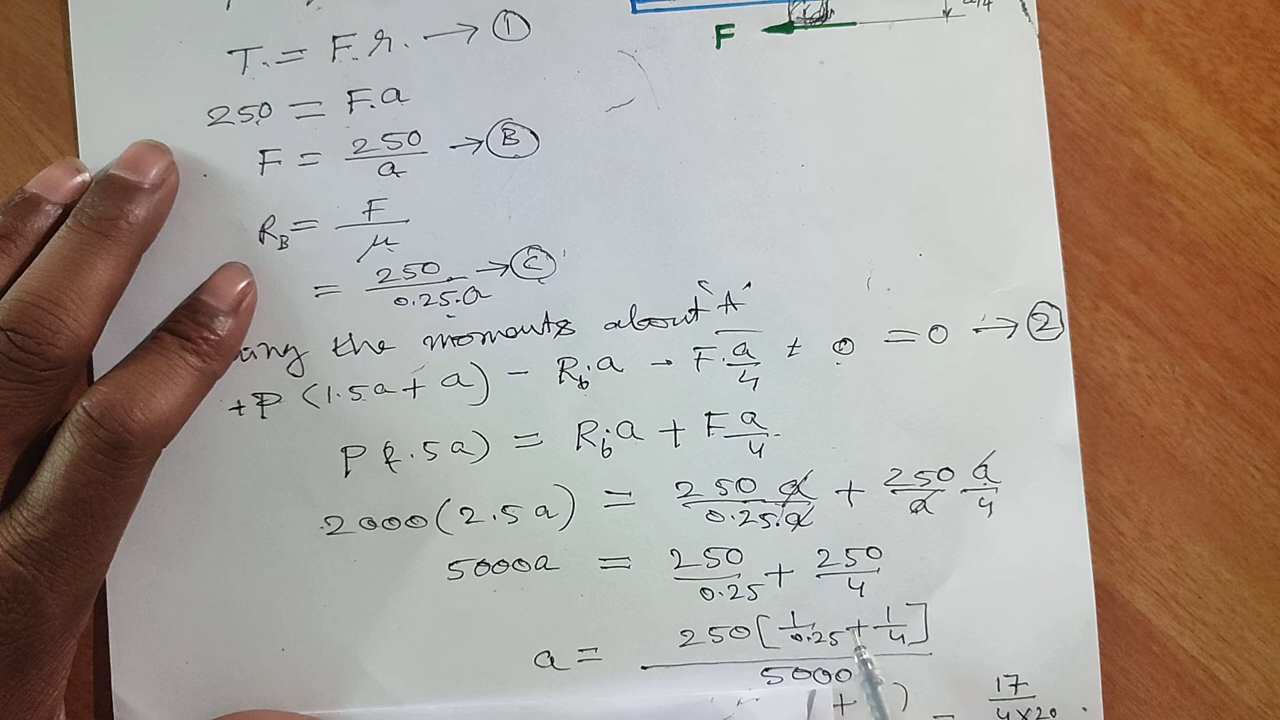 F
a/4
T = F.r. → ①
250 = F.a
F = 250/a → Ⓑ
R_B = F/μ
= 250/0.25.a → Ⓒ
the moments about "A"
+P (1.5a + a) - R_b.a - F.a/4 ± 0 = 0 → ②
P(2.5a) = R_b.a + F a/4
2000(2.5a) = 250 a/0.25.a + 250/a a/4
5000a = 250/0.25 + 250/4
a = 250[1/0.25 + 1/4]/5000
+ ) = 17/4×20.